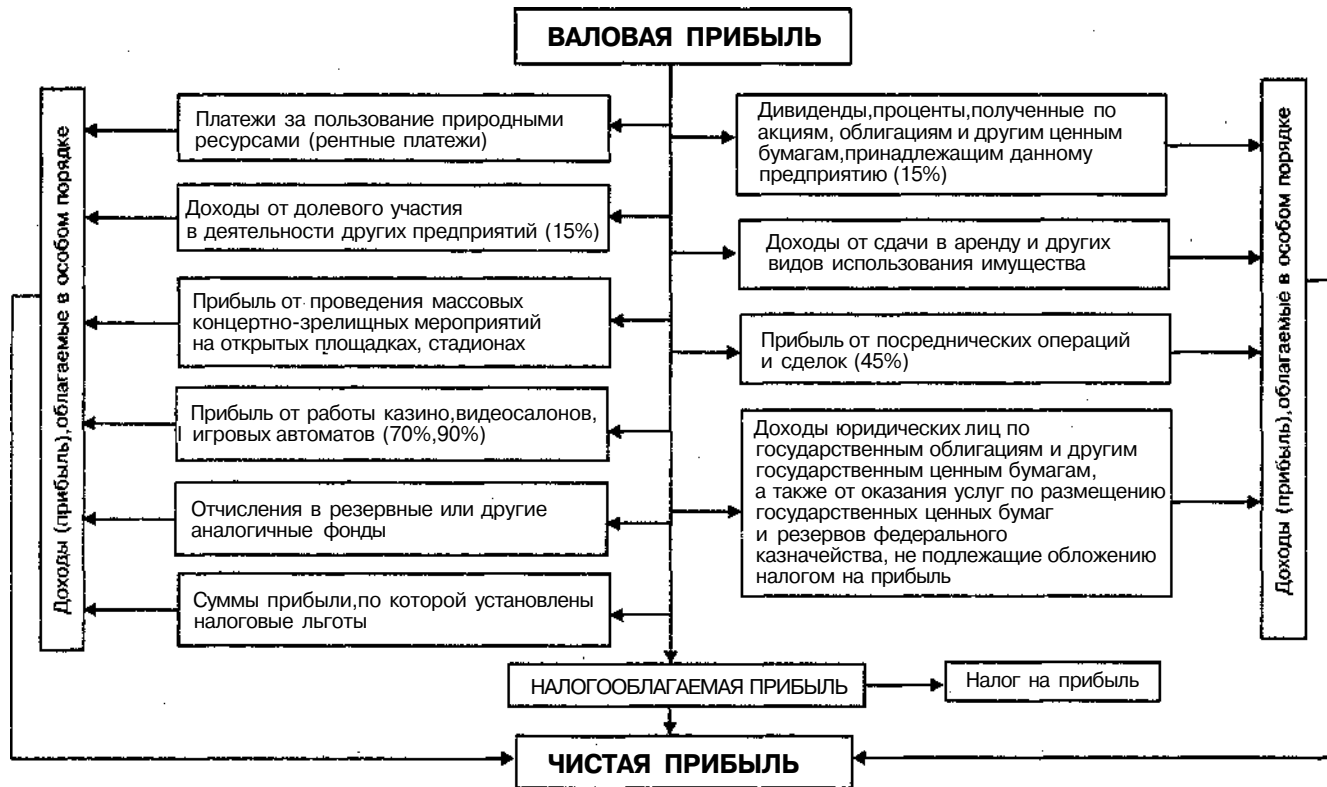 ВАЛОВАЯ ПРИБЫЛЬ
Доходы (прибыль),облагаемые в особом порядке
Платежи за пользование природными
ресурсами (рентные платежи)
Доходы от долевого участия
в деятельности других предприятий (15%)
Прибыль от проведения массовых
концертно-зрелищных мероприятий
на открытых площадках, стадионах
Прибыль от работы казино,видеосалонов,
игровых автоматов (70%,90%)
Отчисления в резервные или другие
аналогичные фонды
Суммы прибыли,по которой установлены
налоговые льготы
Дивиденды,проценты,полученные по
акциям, облигациям и другим ценным
бумагам,принадлежащим данному
предприятию (15%)
Доходы от сдачи в аренду и других
видов использования имущества
Прибыль от посреднических операций
и сделок (45%)
Доходы юридических лиц по
государственным облигациям и другим
государственным ценным бумагам,
а также от оказания услуг по размещению
государственных ценных бумаг
и резервов федерального
казначейства, не подлежащие обложению
налогом на прибыль
Доходы (прибыль),облагаемые в особом порядке
НАЛОГООБЛАГАЕМАЯ ПРИБЫЛЬ
Налог на прибыль
ЧИСТАЯ ПРИБЫЛЬ